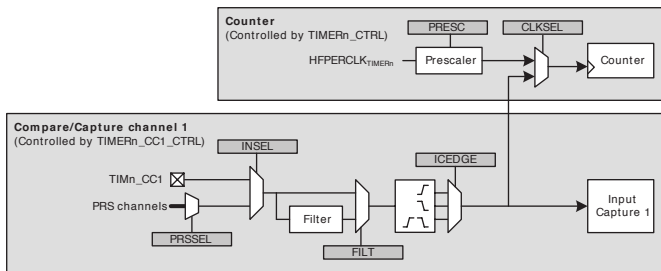 Counter
(Controlled by TIMERn_CTRL)
PRESC
CLKSEL
HFPERCLKTIMERn
Prescaler
Counter
Compare/Capture channel 1
(Controlled by TIMERn_CC1_CTRL)
INSEL
ICEDGE
TIMn_CC1
PRS channels
Filter
Input
Capture 1
PRSSEL
FILT